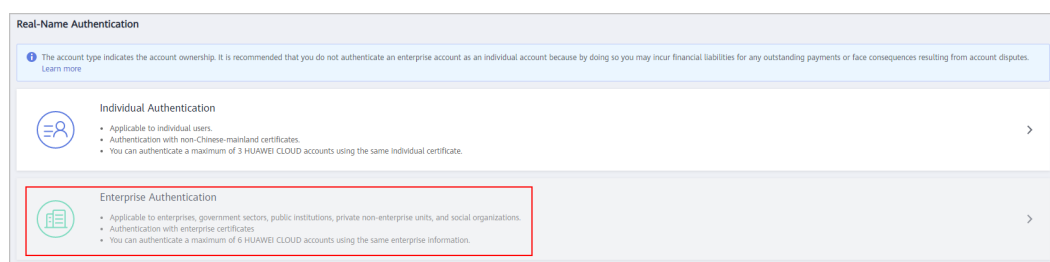 Real-Name Authentication
The account type indicates the account ownership. It is recommended that you do not authenticate an enterprise account as an individual account because by doing so you may incur financial liabilities for any outstanding payments or face consequences resulting from account disputes.
Learn more
Individual Authentication
• Applicable to individual users.
• Authentication with non-Chinese-mainland certificates.
• You can authenticate a maximum of 3 HUAWEI CLOUD accounts using the same individual certificate.
Enterprise Authentication
• Applicable to enterprises, government sectors, public institutions, private non-enterprise units, and social organizations.
• Authentication with enterprise certificates
• You can authenticate a maximum of 6 HUAWEI CLOUD accounts using the same enterprise information.